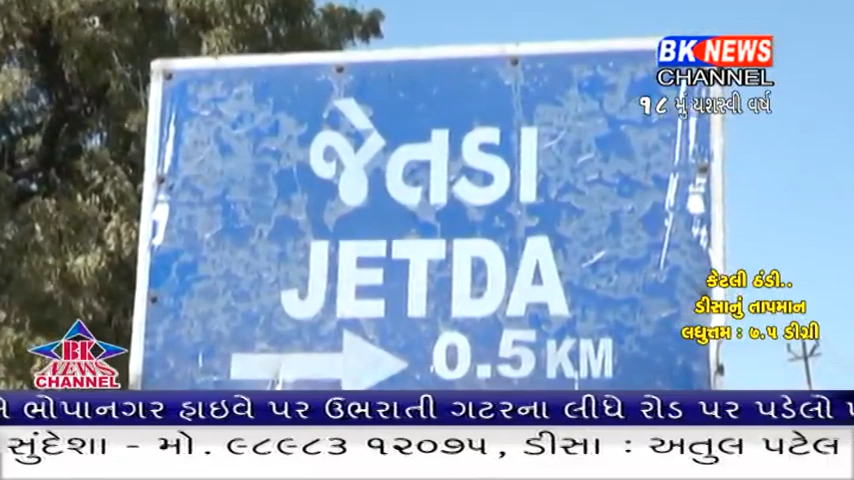 BK NEWS
CHANNEL
૧૮ મું યશસ્વી વર્ષ
જેતડા
JETDA
0.5 KM
કેટલી ઠંડી..
ડીસાનું તાપમાન
લઘુત્તમ : ૭.૫ ડીગ્રી
BK
NEWS
CHANNEL
ભોપાનગર હાઇવે પર ઉભરાતી ગટરના લીધે રોડ પર પડેલો
સુંદેશા - મો. ૯૮૯૮૩ ૧૨૦૭૫, ડીસા : અતુલ પટેલ